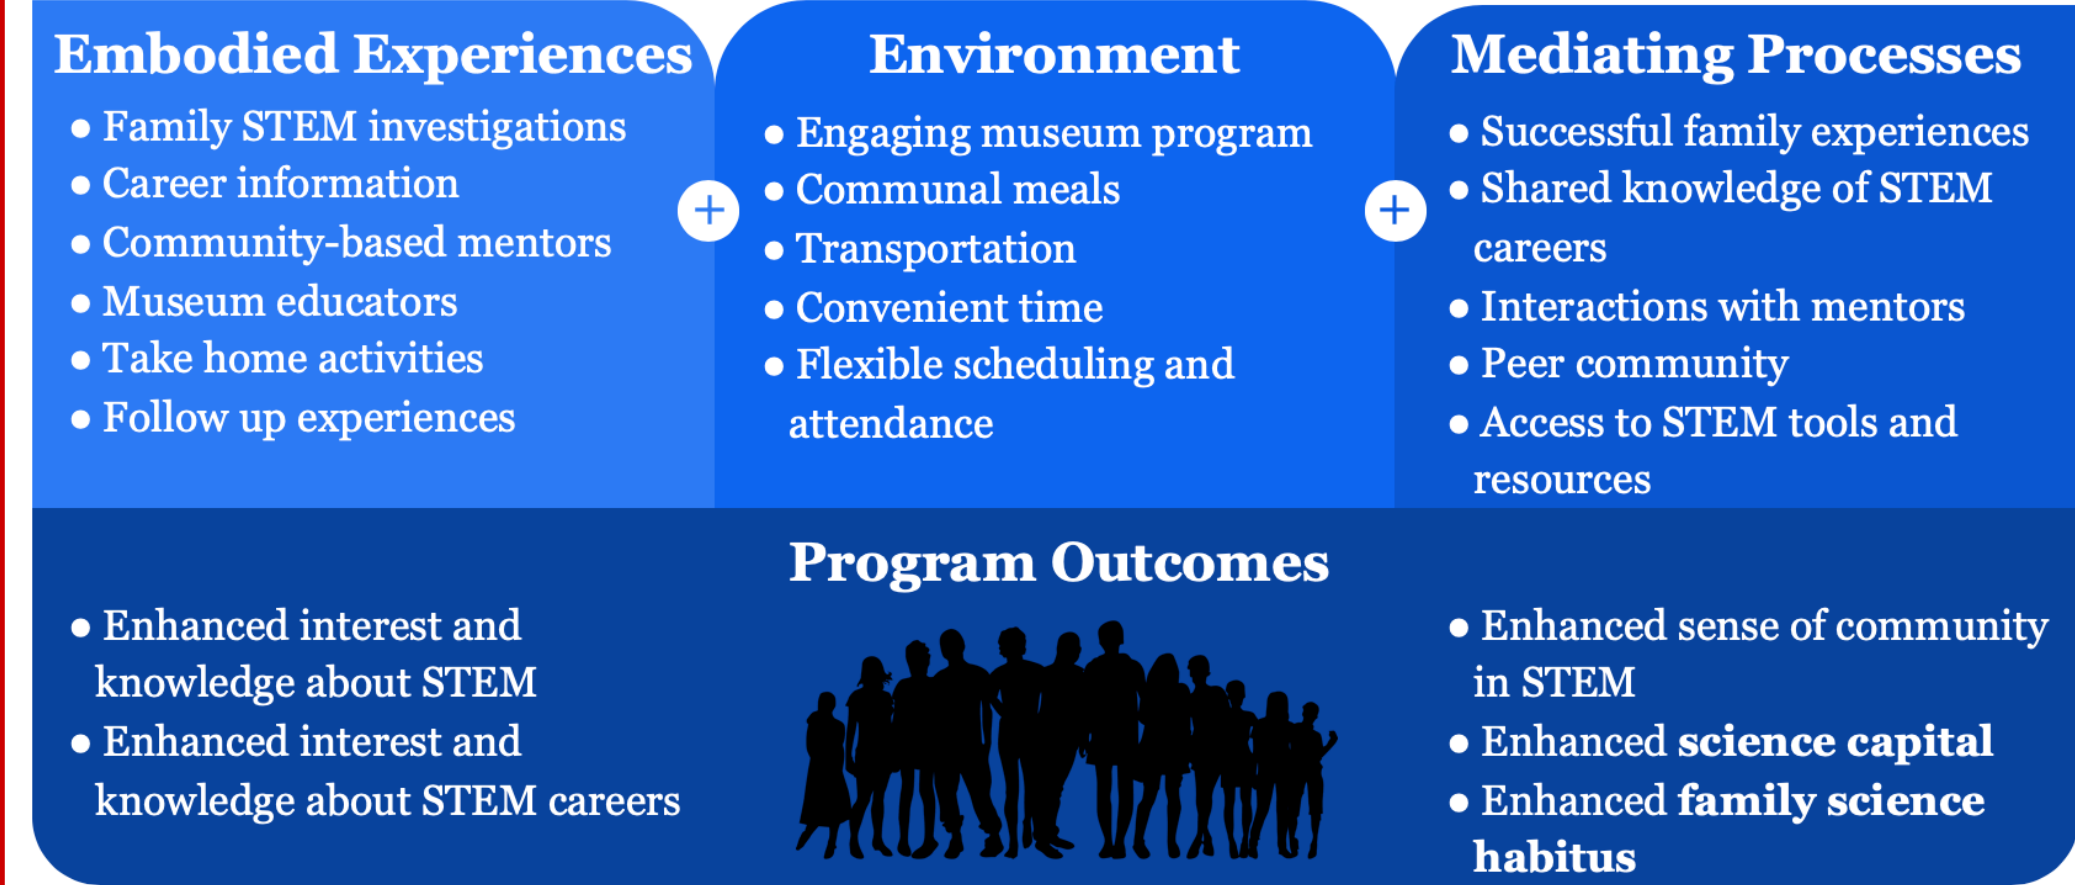 Embodied Experiences
● Family STEM investigations
● Career information
● Community-based mentors
● Museum educators
● Take home activities
● Follow up experiences
+
Environment
● Engaging museum program
● Communal meals
● Transportation
● Convenient time
● Flexible scheduling and
attendance
+
Mediating Processes
● Successful family experiences
● Shared knowledge of STEM
careers
● Interactions with mentors
● Peer community
● Access to STEM tools and
resources
Program Outcomes
● Enhanced interest and
knowledge about STEM
● Enhanced interest and
knowledge about STEM careers
● Enhanced sense of community
in STEM
● Enhanced science capital
● Enhanced family science
habitus